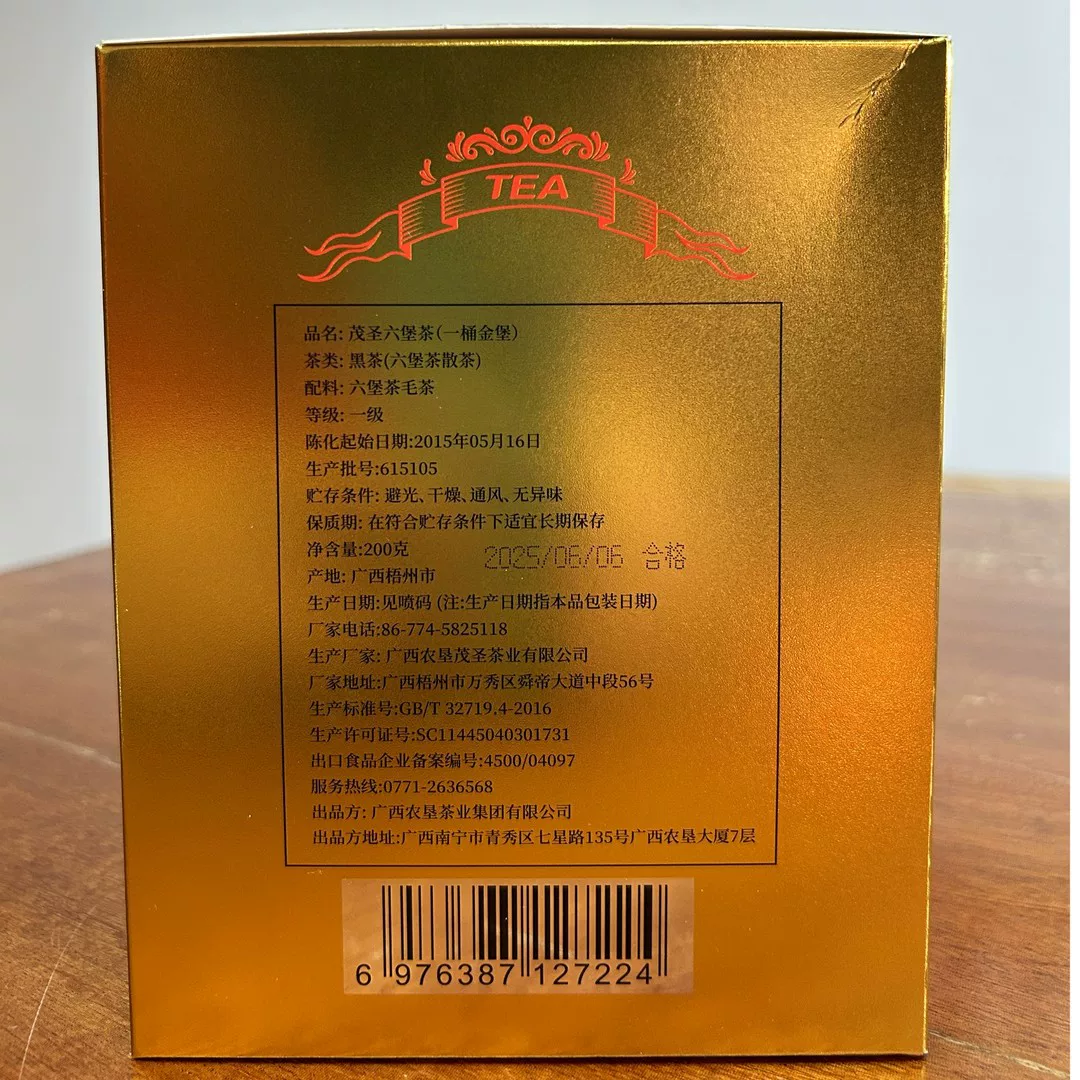 TEA
品名: 茂圣六堡茶(一桶金堡)
茶类: 黑茶(六堡茶散茶)
配料: 六堡茶毛茶
等级: 一级
陈化起始日期:2015年05月16日
生产批号:615105
贮存条件: 避光、干燥、通风、无异味
保质期: 在符合贮存条件下适宜长期保存
净含量:200克
2025/06/06 合格
产地: 广西梧州市
生产日期:见喷码 (注:生产日期指本品包装日期)
厂家电话:86-774-5825118
生产厂家: 广西农垦茂圣茶业有限公司
厂家地址:广西梧州市万秀区舜帝大道中段56号
生产标准号:GB/T 32719.4-2016
生产许可证号:SC11445040301731
出口食品企业备案编号:4500/04097
服务热线:0771-2636568
出品方: 广西农垦茶业集团有限公司
出品方地址:广西南宁市青秀区七星路135号广西农垦大厦7层
6 976387 127224